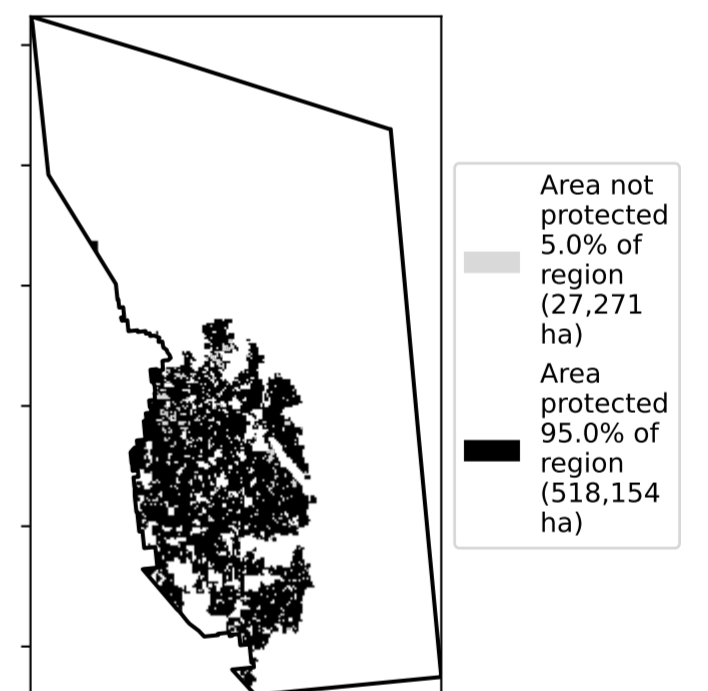 Area not
protected
5.0% of
region
(27,271
ha)
Area
protected
95.0% of
region
(518,154
ha)